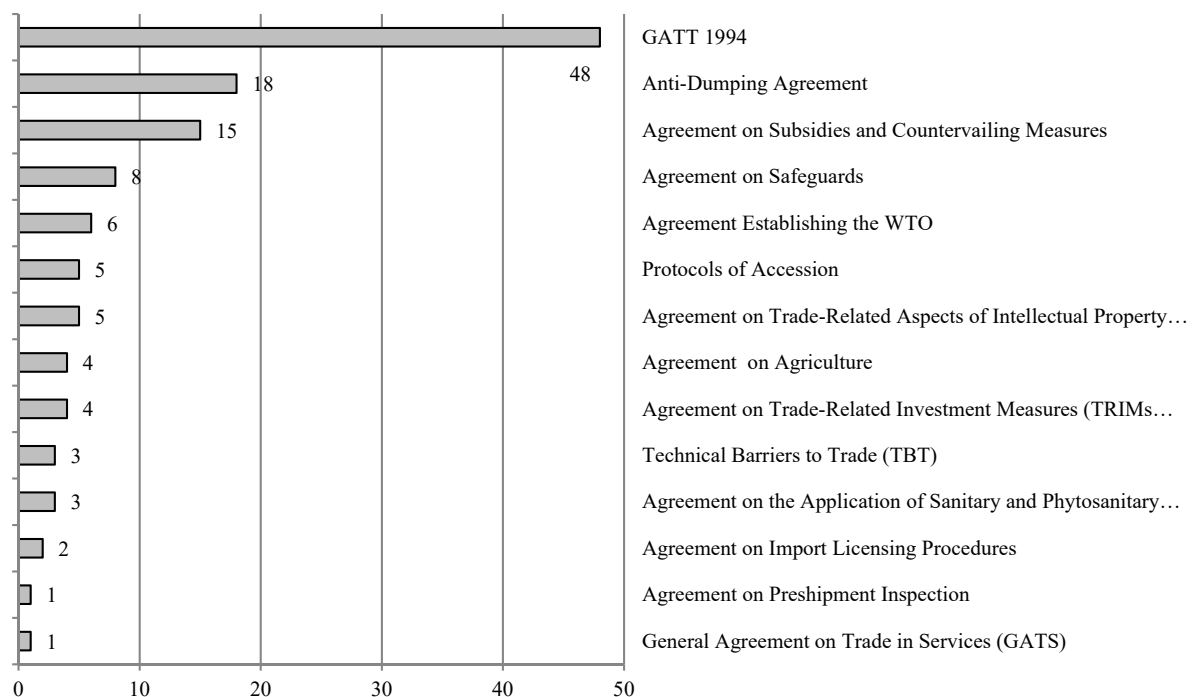 GATT 1994
48
18 Anti-Dumping Agreement
15 Agreement on Subsidies and Countervailing Measures
8 Agreement on Safeguards
6 Agreement Establishing the WTO
5 Protocols of Accession
5 Agreement on Trade-Related Aspects of Intellectual Property…
4 Agreement on Agriculture
4 Agreement on Trade-Related Investment Measures (TRIMs…
3 Technical Barriers to Trade (TBT)
3 Agreement on the Application of Sanitary and Phytosanitary…
2 Agreement on Import Licensing Procedures
1 Agreement on Preshipment Inspection
1 General Agreement on Trade in Services (GATS)
0 10 20 30 40 50